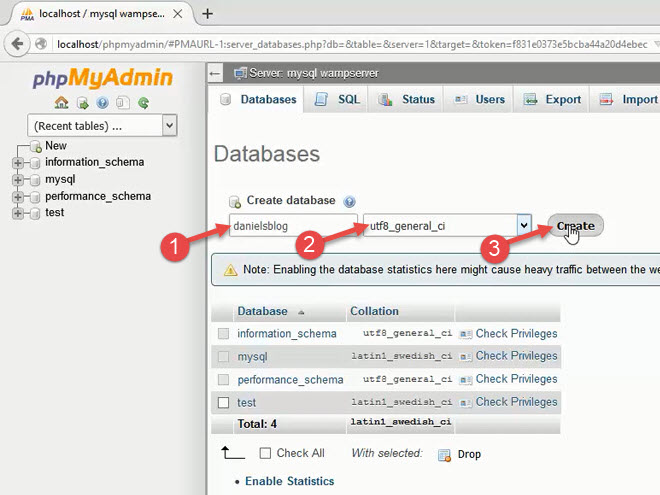 localhost / mysql wampse...
localhost/phpmyadmin/#PMAURL-1:server_databases.php?db=&table=&server=1&target=&token=f831e0373e5bcba44a20d4ebec
phpMyAdmin
Server: mysql wampserver
(Recent tables) ...
Databases SQL Status Users Export Import
New
information_schema
mysql
performance_schema
test
Databases
Create database
1 danielsblog 2 utf8_general_ci 3 Create
Note: Enabling the database statistics here might cause heavy traffic between the we
Database Collation
information_schema utf8_general_ci Check Privileges
mysql latin1_swedish_ci Check Privileges
performance_schema utf8_general_ci Check Privileges
test latin1_swedish_ci Check Privileges
Total: 4 latin1_swedish_ci
Check All With selected: Drop
Enable Statistics